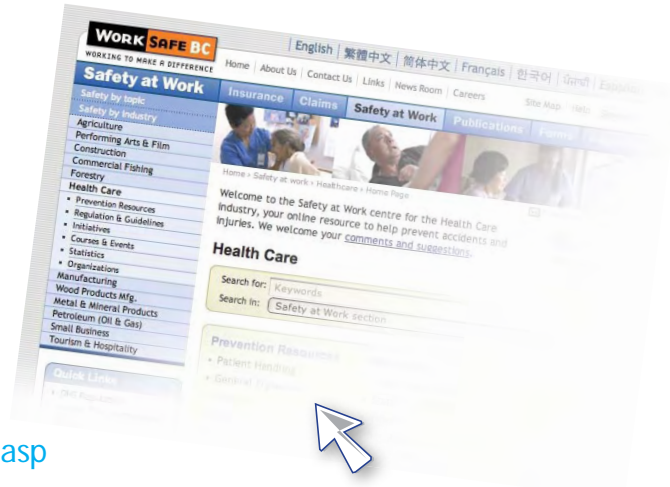 WORK SAFE BC
WORKING TO MAKE A DIFFERENCE
English | 繁體中文 | 简体中文 | Français | 한국어 | ਪੰਜਾਬੀ | Español
Home | About Us | Contact Us | Links | News Room | Careers
Site Map | Help
Safety at Work
Insurance
Claims
Safety at Work
Publications
Forms
Safety by topic
Safety by Industry
Agriculture
Performing Arts & Film
Construction
Commercial Fishing
Forestry
Health Care
• Prevention Resources
• Regulation & Guidelines
• Initiatives
• Courses & Events
• Statistics
• Organizations
Manufacturing
Wood Products Mfg.
Metal & Mineral Products
Petroleum (Oil & Gas)
Small Business
Tourism & Hospitality
Quick Links
Home > Safety at work > Healthcare > Home Page
Welcome to the Safety at Work centre for the Health Care
industry, your online resource to help prevent accidents and
injuries. We welcome your comments and suggestions.
Health Care
Search for: Keywords
Search in: Safety at Work section
Prevention Resources
• Patient Handling
asp